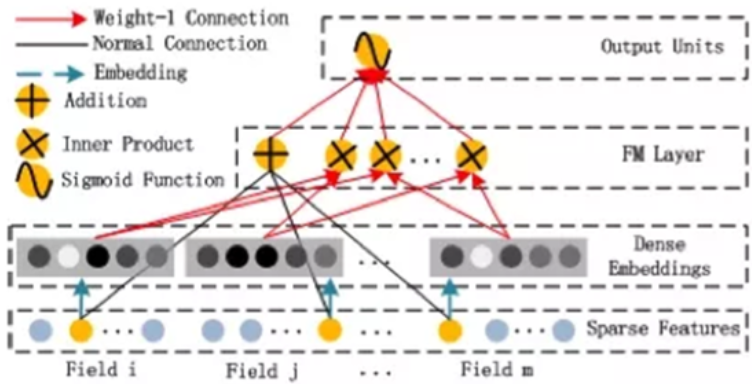 Weight-1 Connection
Normal Connection
Embedding
Addition
Inner Product
Sigmoid Function
Output Units
FM Layer
...
Dense
Embeddings
...
Sparse Features
... ... ... ...
Field i Field j ... Field m